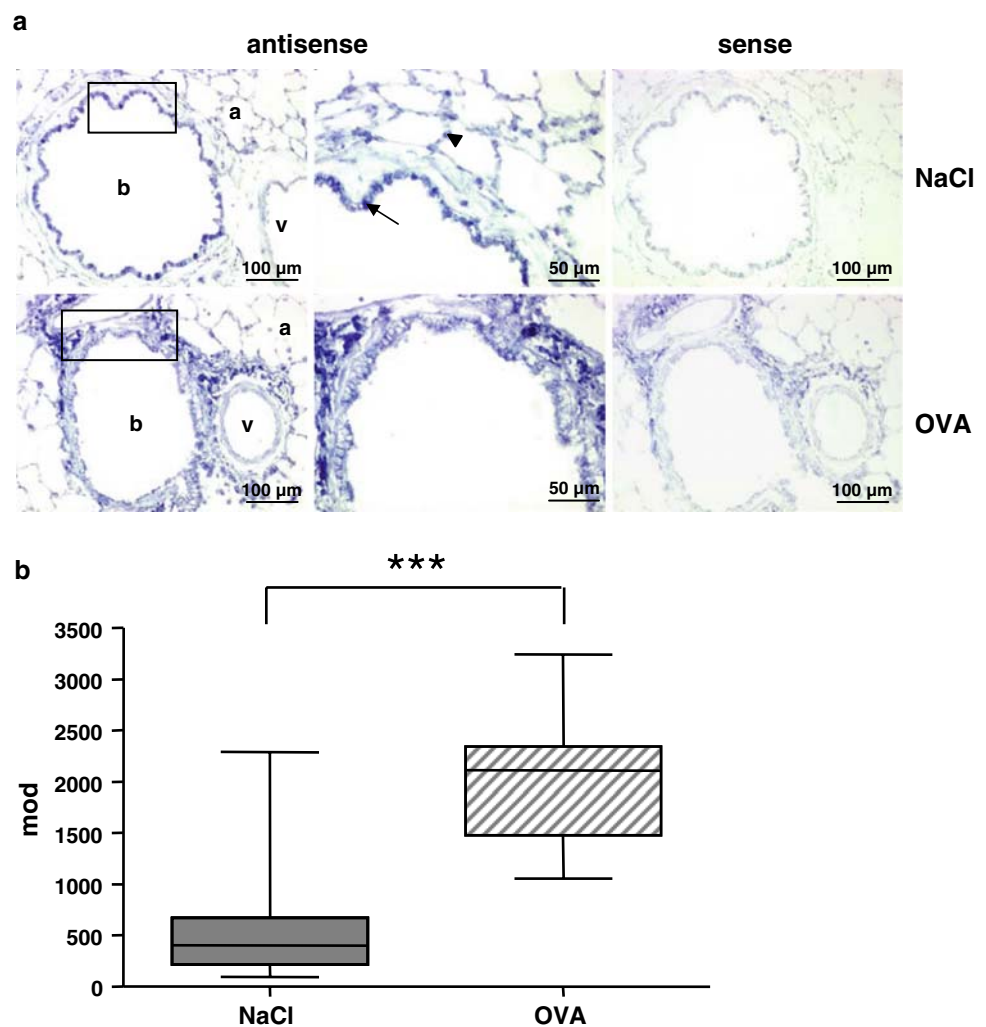 a
antisense sense
a
b
v
100 µm
50 µm
100 µm
NaCl
a
b
v
100 µm
50 µm
100 µm
OVA
b
***
3500
3000
2500
2000
1500
1000
500
0
mod
NaCl OVA